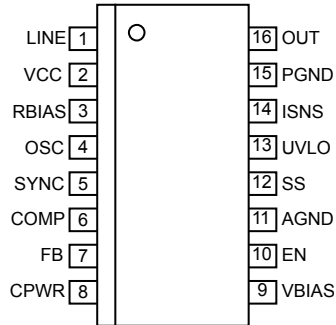 LINE 1 16 OUT
VCC 2 15 PGND
RBIAS 3 14 ISNS
OSC 4 13 UVLO
SYNC 5 12 SS
COMP 6 11 AGND
FB 7 10 EN
CPWR 8 9 VBIAS